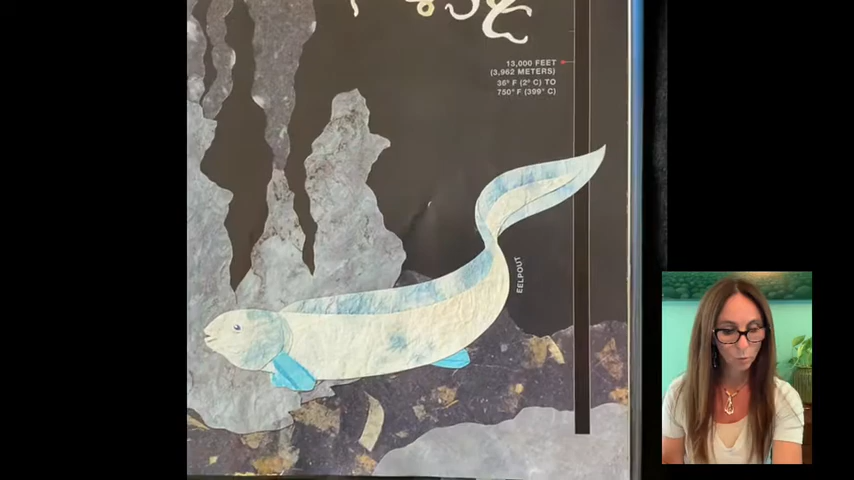 13,000 FEET
(3,962 METERS)
36° F (2° C) TO
750° F (399° C)
EELPOUT